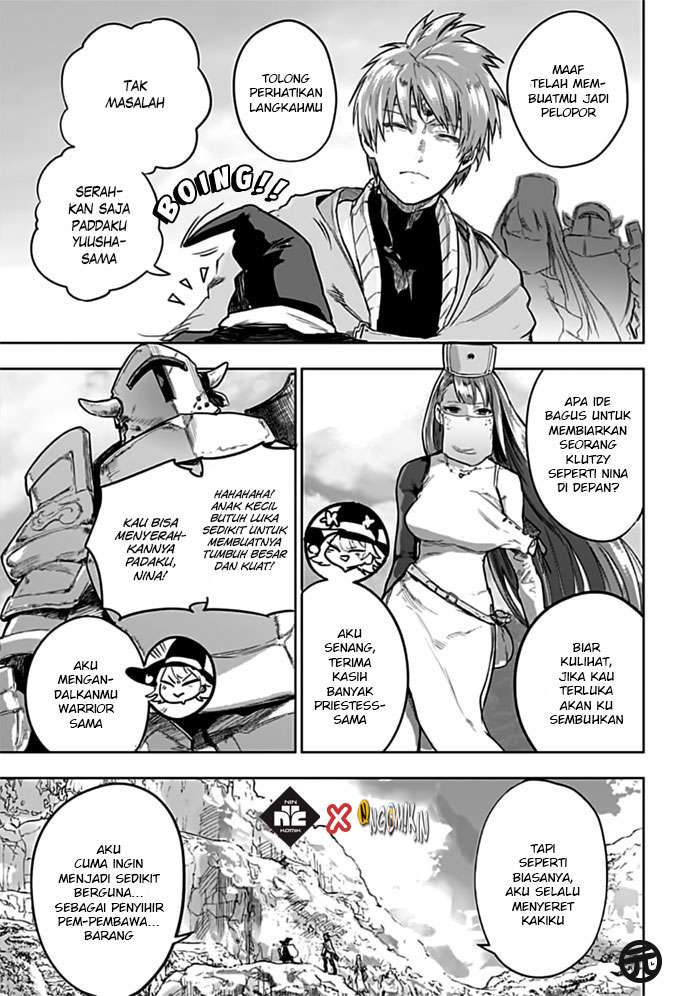 MAAF
TELAH MEM-
BUATMU JADI
PELOPOR
TOLONG
PERHATIKAN
LANGKAHMU
TAK
MASALAH
SERAH-
KAN SAJA
PADDAKU
YUUSHA-
SAMA
BOING!!
APA IDE
BAGUS UNTUK
MEMBIARKAN
SEORANG
KLUTZY
SEPERTI NINA
DI DEPAN?
BIAR
KULIHAT,
JIKA KAU
TERLUKA
AKAN KU
SEMBUHKAN
AKU
SENANG,
TERIMA
KASIH
BANYAK
PRIESTESS-
SAMA
HAHAHAHA!
ANAK KECIL
BUTUH LUKA
SEDIKIT UNTUK
MEMBUATNYA
TUMBUH BESAR
DAN KUAT!
KAU BISA
MENYERAH-
KANNYA
PADAKU,
NINA!
AKU
MENGAN-
DALKANMU
WARRIOR
SAMA
NIN
NC
KOMIK
X
NGOMIKIN
TAPI
SEPERTI
BIASANYA,
AKU SELALU
MENYERET
KAKIKU
AKU
CUMA INGIN
MENJADI SEDIKIT
BERGUNA...
SEBAGAI PENYIHIR
PEM-PEMBAWA...
BARANG